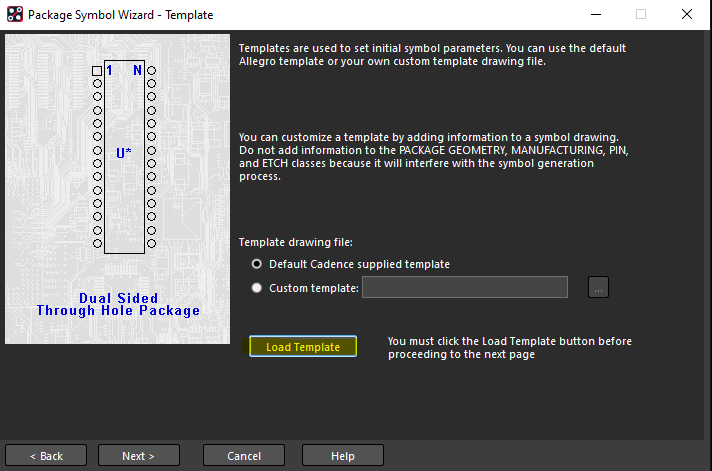 Package Symbol Wizard - Template
Templates are used to set initial symbol parameters. You can use the default
Allegro template or your own custom template drawing file.
1 N
U*
Dual Sided
Through Hole Package
You can customize a template by adding information to a symbol drawing.
Do not add information to the PACKAGE GEOMETRY, MANUFACTURING, PIN,
and ETCH classes because it will interfere with the symbol generation
process.
Template drawing file:
Default Cadence supplied template
Custom template:
...
Load Template
You must click the Load Template button before
proceeding to the next page
< Back
Next >
Cancel
Help